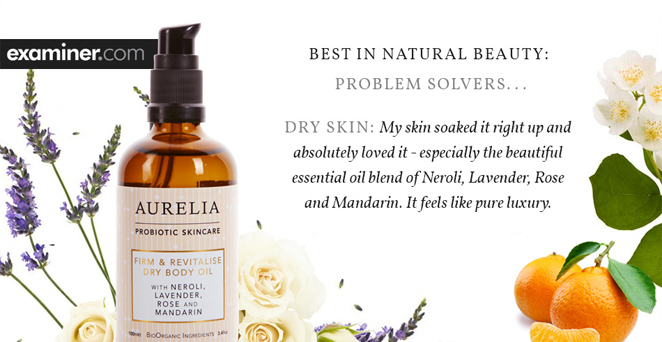 examiner.com
BEST IN NATURAL BEAUTY:
PROBLEM SOLVERS...
DRY SKIN: My skin soaked it right up and
absolutely loved it - especially the beautiful
essential oil blend of Neroli, Lavender, Rose
and Mandarin. It feels like pure luxury.
AURELIA
PROBIOTIC SKINCARE
FIRM & REVITALISE
DRY BODY OIL
WITH NEROLI,
LAVENDER,
ROSE AND
MANDARIN
100ml BIOORGANIC INGREDIENTS 3.4fl